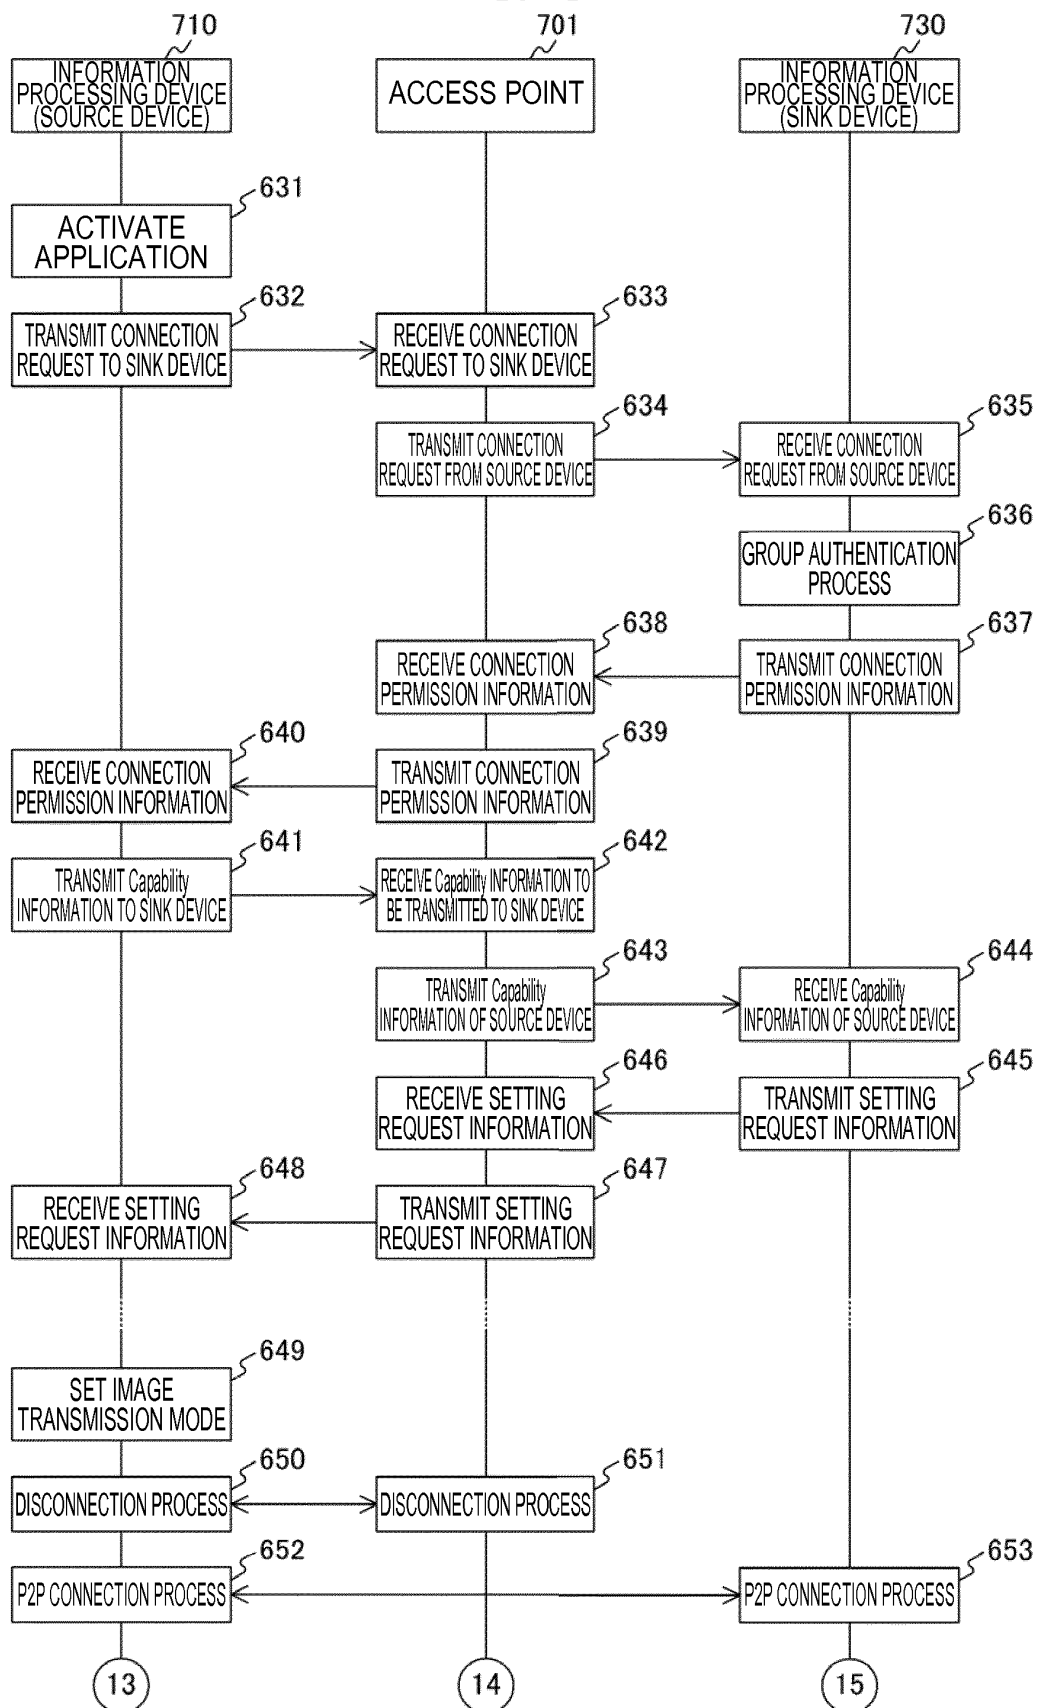 710
701
730
INFORMATION
PROCESSING DEVICE
(SOURCE DEVICE)
ACCESS POINT
INFORMATION
PROCESSING DEVICE
(SINK DEVICE)
631
ACTIVATE
APPLICATION
632
TRANSMIT CONNECTION
REQUEST TO SINK DEVICE
633
RECEIVE CONNECTION
REQUEST TO SINK DEVICE
634
TRANSMIT CONNECTION
REQUEST FROM SOURCE DEVICE
635
RECEIVE CONNECTION
REQUEST FROM SOURCE DEVICE
636
GROUP AUTHENTICATION
PROCESS
638
RECEIVE CONNECTION
PERMISSION INFORMATION
637
TRANSMIT CONNECTION
PERMISSION INFORMATION
640
RECEIVE CONNECTION
PERMISSION INFORMATION
639
TRANSMIT CONNECTION
PERMISSION INFORMATION
641
TRANSMIT Capability
INFORMATION TO SINK DEVICE
642
RECEIVE Capability INFORMATION TO
BE TRANSMITTED TO SINK DEVICE
643
TRANSMIT Capability
INFORMATION OF SOURCE DEVICE
644
RECEIVE Capability
INFORMATION OF SOURCE DEVICE
646
RECEIVE SETTING
REQUEST INFORMATION
645
TRANSMIT SETTING
REQUEST INFORMATION
648
RECEIVE SETTING
REQUEST INFORMATION
647
TRANSMIT SETTING
REQUEST INFORMATION
649
SET IMAGE
TRANSMISSION MODE
650
DISCONNECTION PROCESS
651
DISCONNECTION PROCESS
652
P2P CONNECTION PROCESS
653
P2P CONNECTION PROCESS
13
14
15